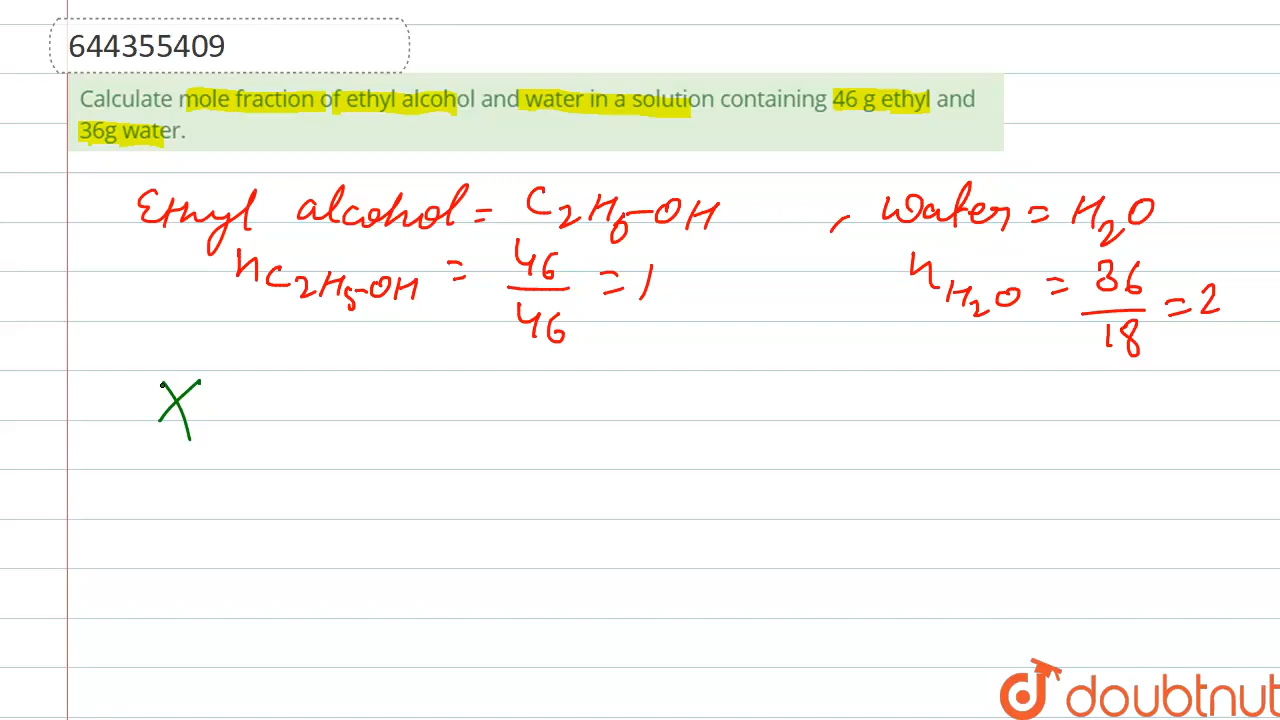 644355409
Calculate mole fraction of ethyl alcohol and water in a solution containing 46 g ethyl and
36g water.
Ethyl alcohol = C2H5-OH , water = H2O
nC2H5-OH = 46/46 = 1 nH2O = 36/18 = 2
X
doubtnut